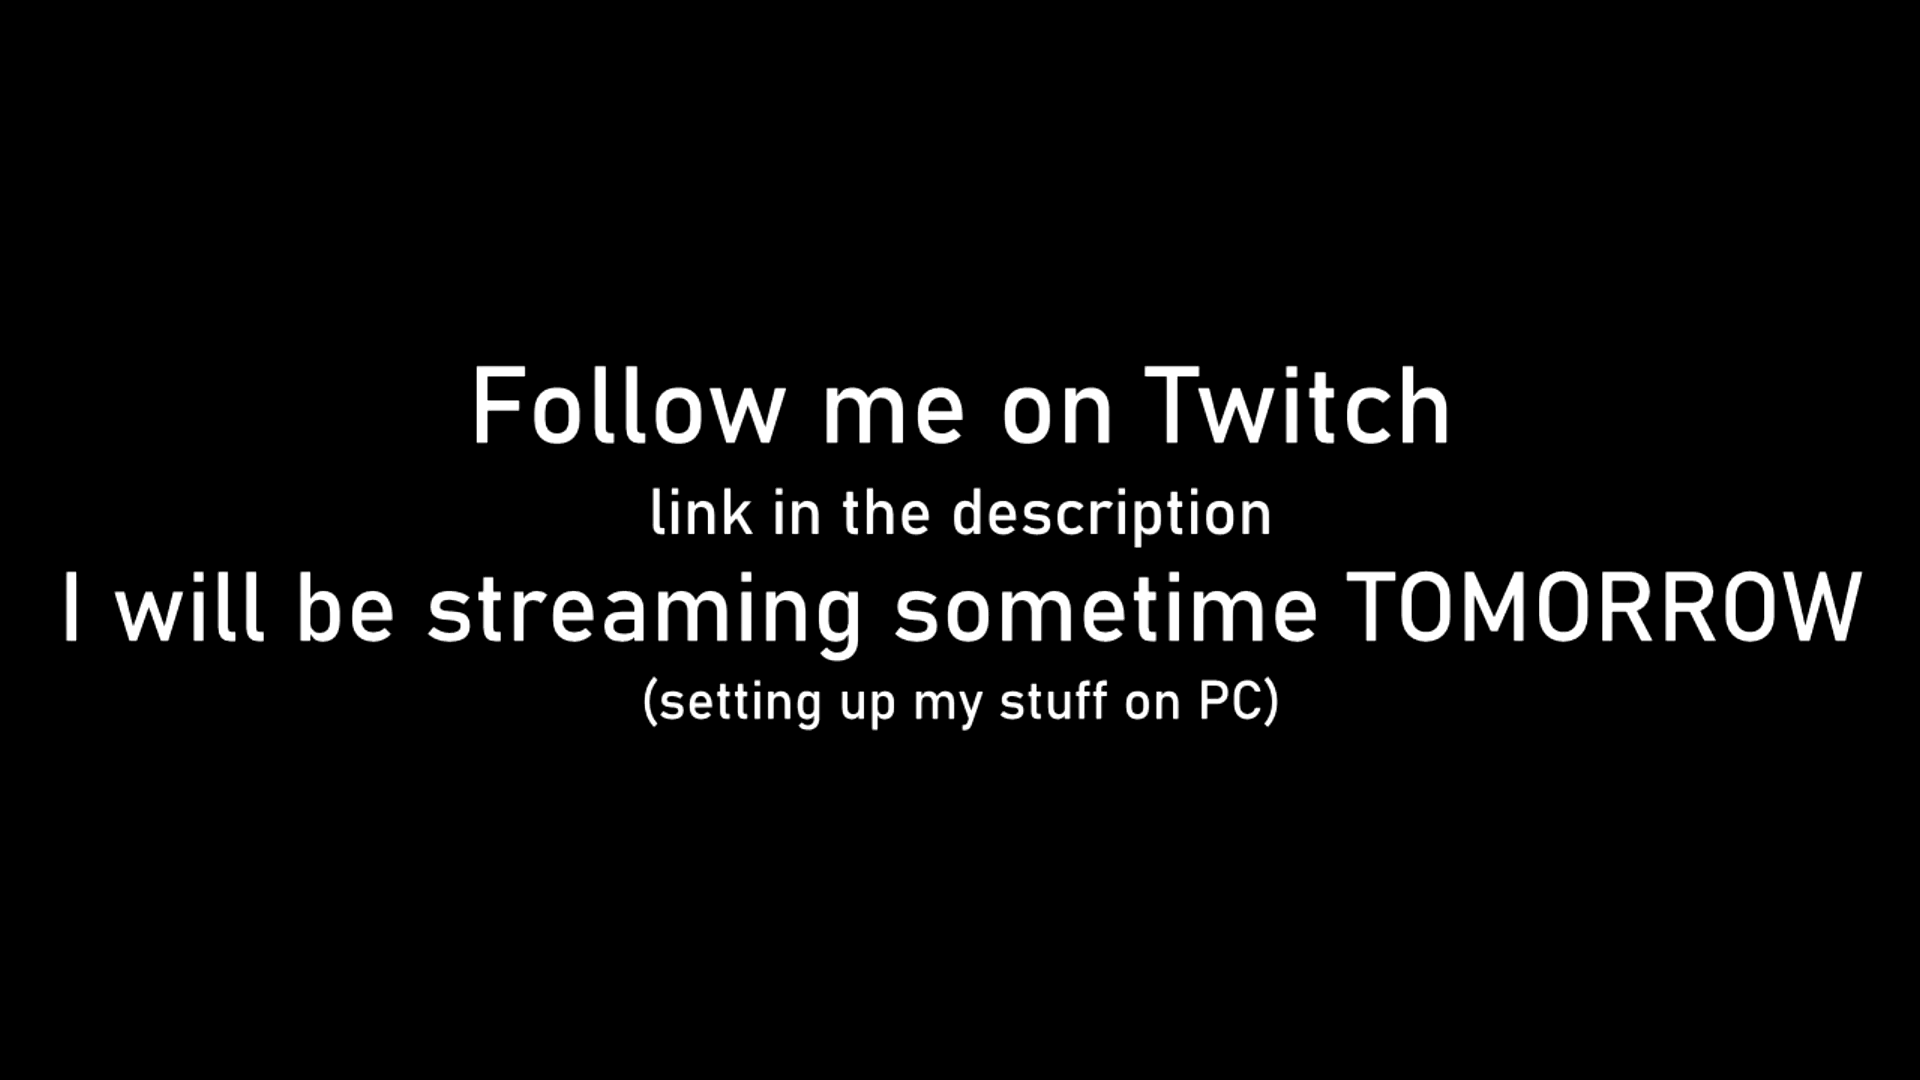 Follow me on Twitch
link in the description
I will be streaming sometime TOMORROW
(setting up my stuff on PC)